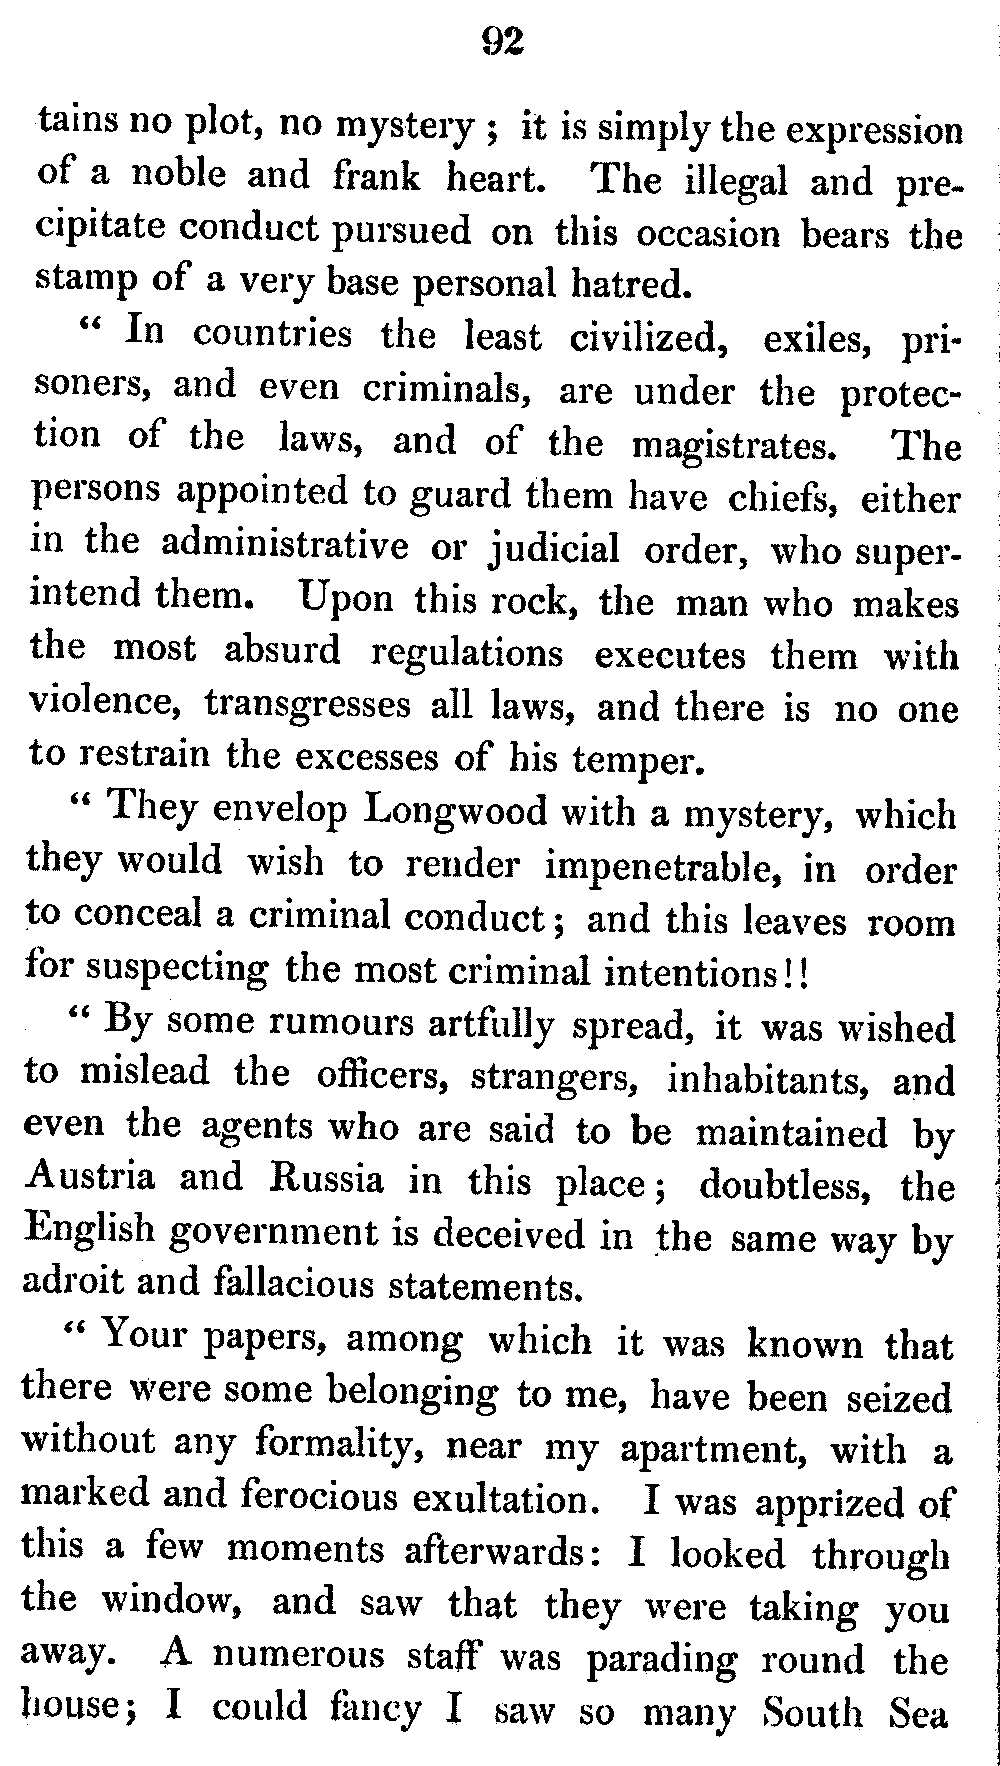 92
tains no plot, no mystery ; it is simply the expression
of a noble and frank heart. The illegal and pre-
cipitate conduct pursued on this occasion bears the
stamp of a very base personal hatred.
“ In countries the least civilized, exiles, pri-
soners, and even criminals, are under the protec-
tion of the laws, and of the magistrates. The
persons appointed to guard them have chiefs, either
in the administrative or judicial order, who super-
intend them. Upon this rock, the man who makes
the most absurd regulations executes them with
violence, transgresses all laws, and there is no one
to restrain the excesses of his temper.
“ They envelop Longwood with a mystery, which
they would wish to render impenetrable, in order
to conceal a criminal conduct ; and this leaves room
for suspecting the most criminal intentions!!
“ By some rumours artfully spread, it was wished
to mislead the officers, strangers, inhabitants, and
even the agents who are said to be maintained by
Austria and Russia in this place ; doubtless, the
English government is deceived in the same way by
adroit and fallacious statements.
“ Your papers, among which it was known that
there were some belonging to me, have been seized
without any formality, near my apartment, with a
marked and ferocious exultation. I was apprized of
this a few moments afterwards: I looked through
the window, and saw that they were taking you
away. A numerous staff was parading round the
house; I could fancy I saw so many South Sea